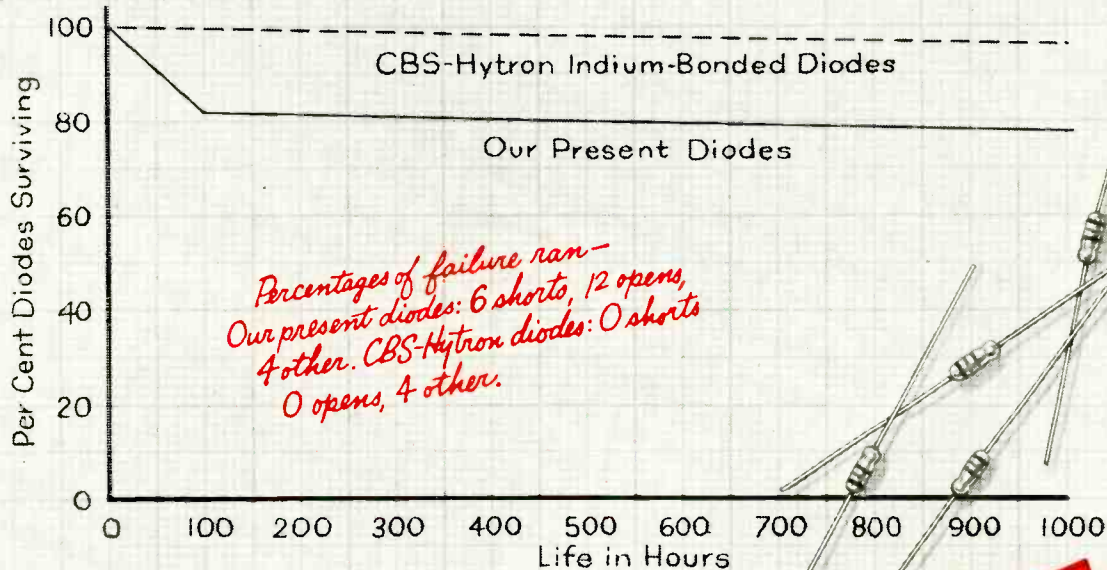 Per Cent Diodes Surviving
100
80
60
40
20
0
CBS-Hytron Indium-Bonded Diodes
Our Present Diodes
Percentages of failure ran—
Our present diodes: 6 shorts, 12 opens,
4 other. CBS-Hytron diodes: 0 shorts
0 opens, 4 other.
0 100 200 300 400 500 600 700 800 900 1000
Life in Hours